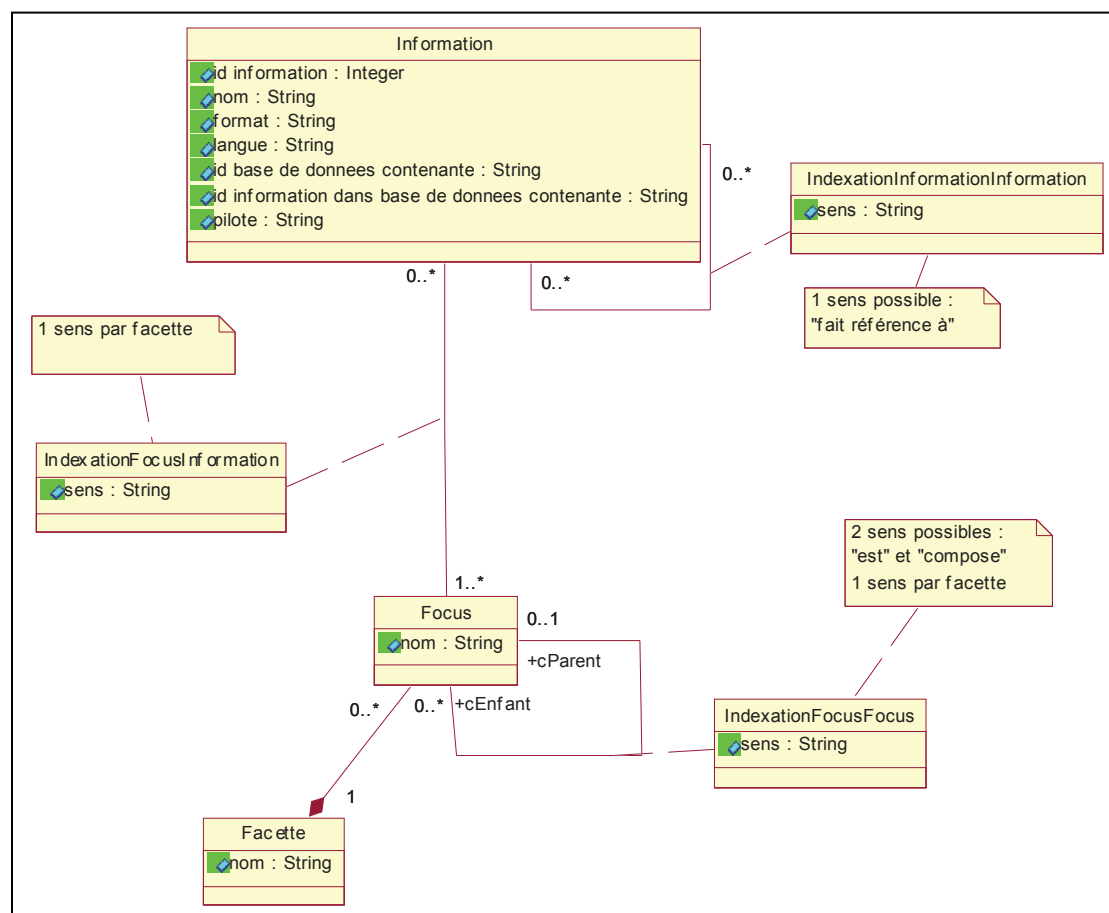 Information
id information : Integer
nom : String
format : String
langue : String
id base de donnees contenante : String
id information dans base de donnees contenante : String
pilote : String
0..*
0..*
0..*
IndexationInformationInformation
sens : String
1 sens possible :
"fait référence à"
1 sens par facette
IndexationFocusInformation
sens : String
2 sens possibles :
"est" et "compose"
1 sens par facette
1..*
Focus
nom : String
0..1
+cParent
0..*
0..*
+cEnfant
IndexationFocusFocus
sens : String
1
Facette
nom : String